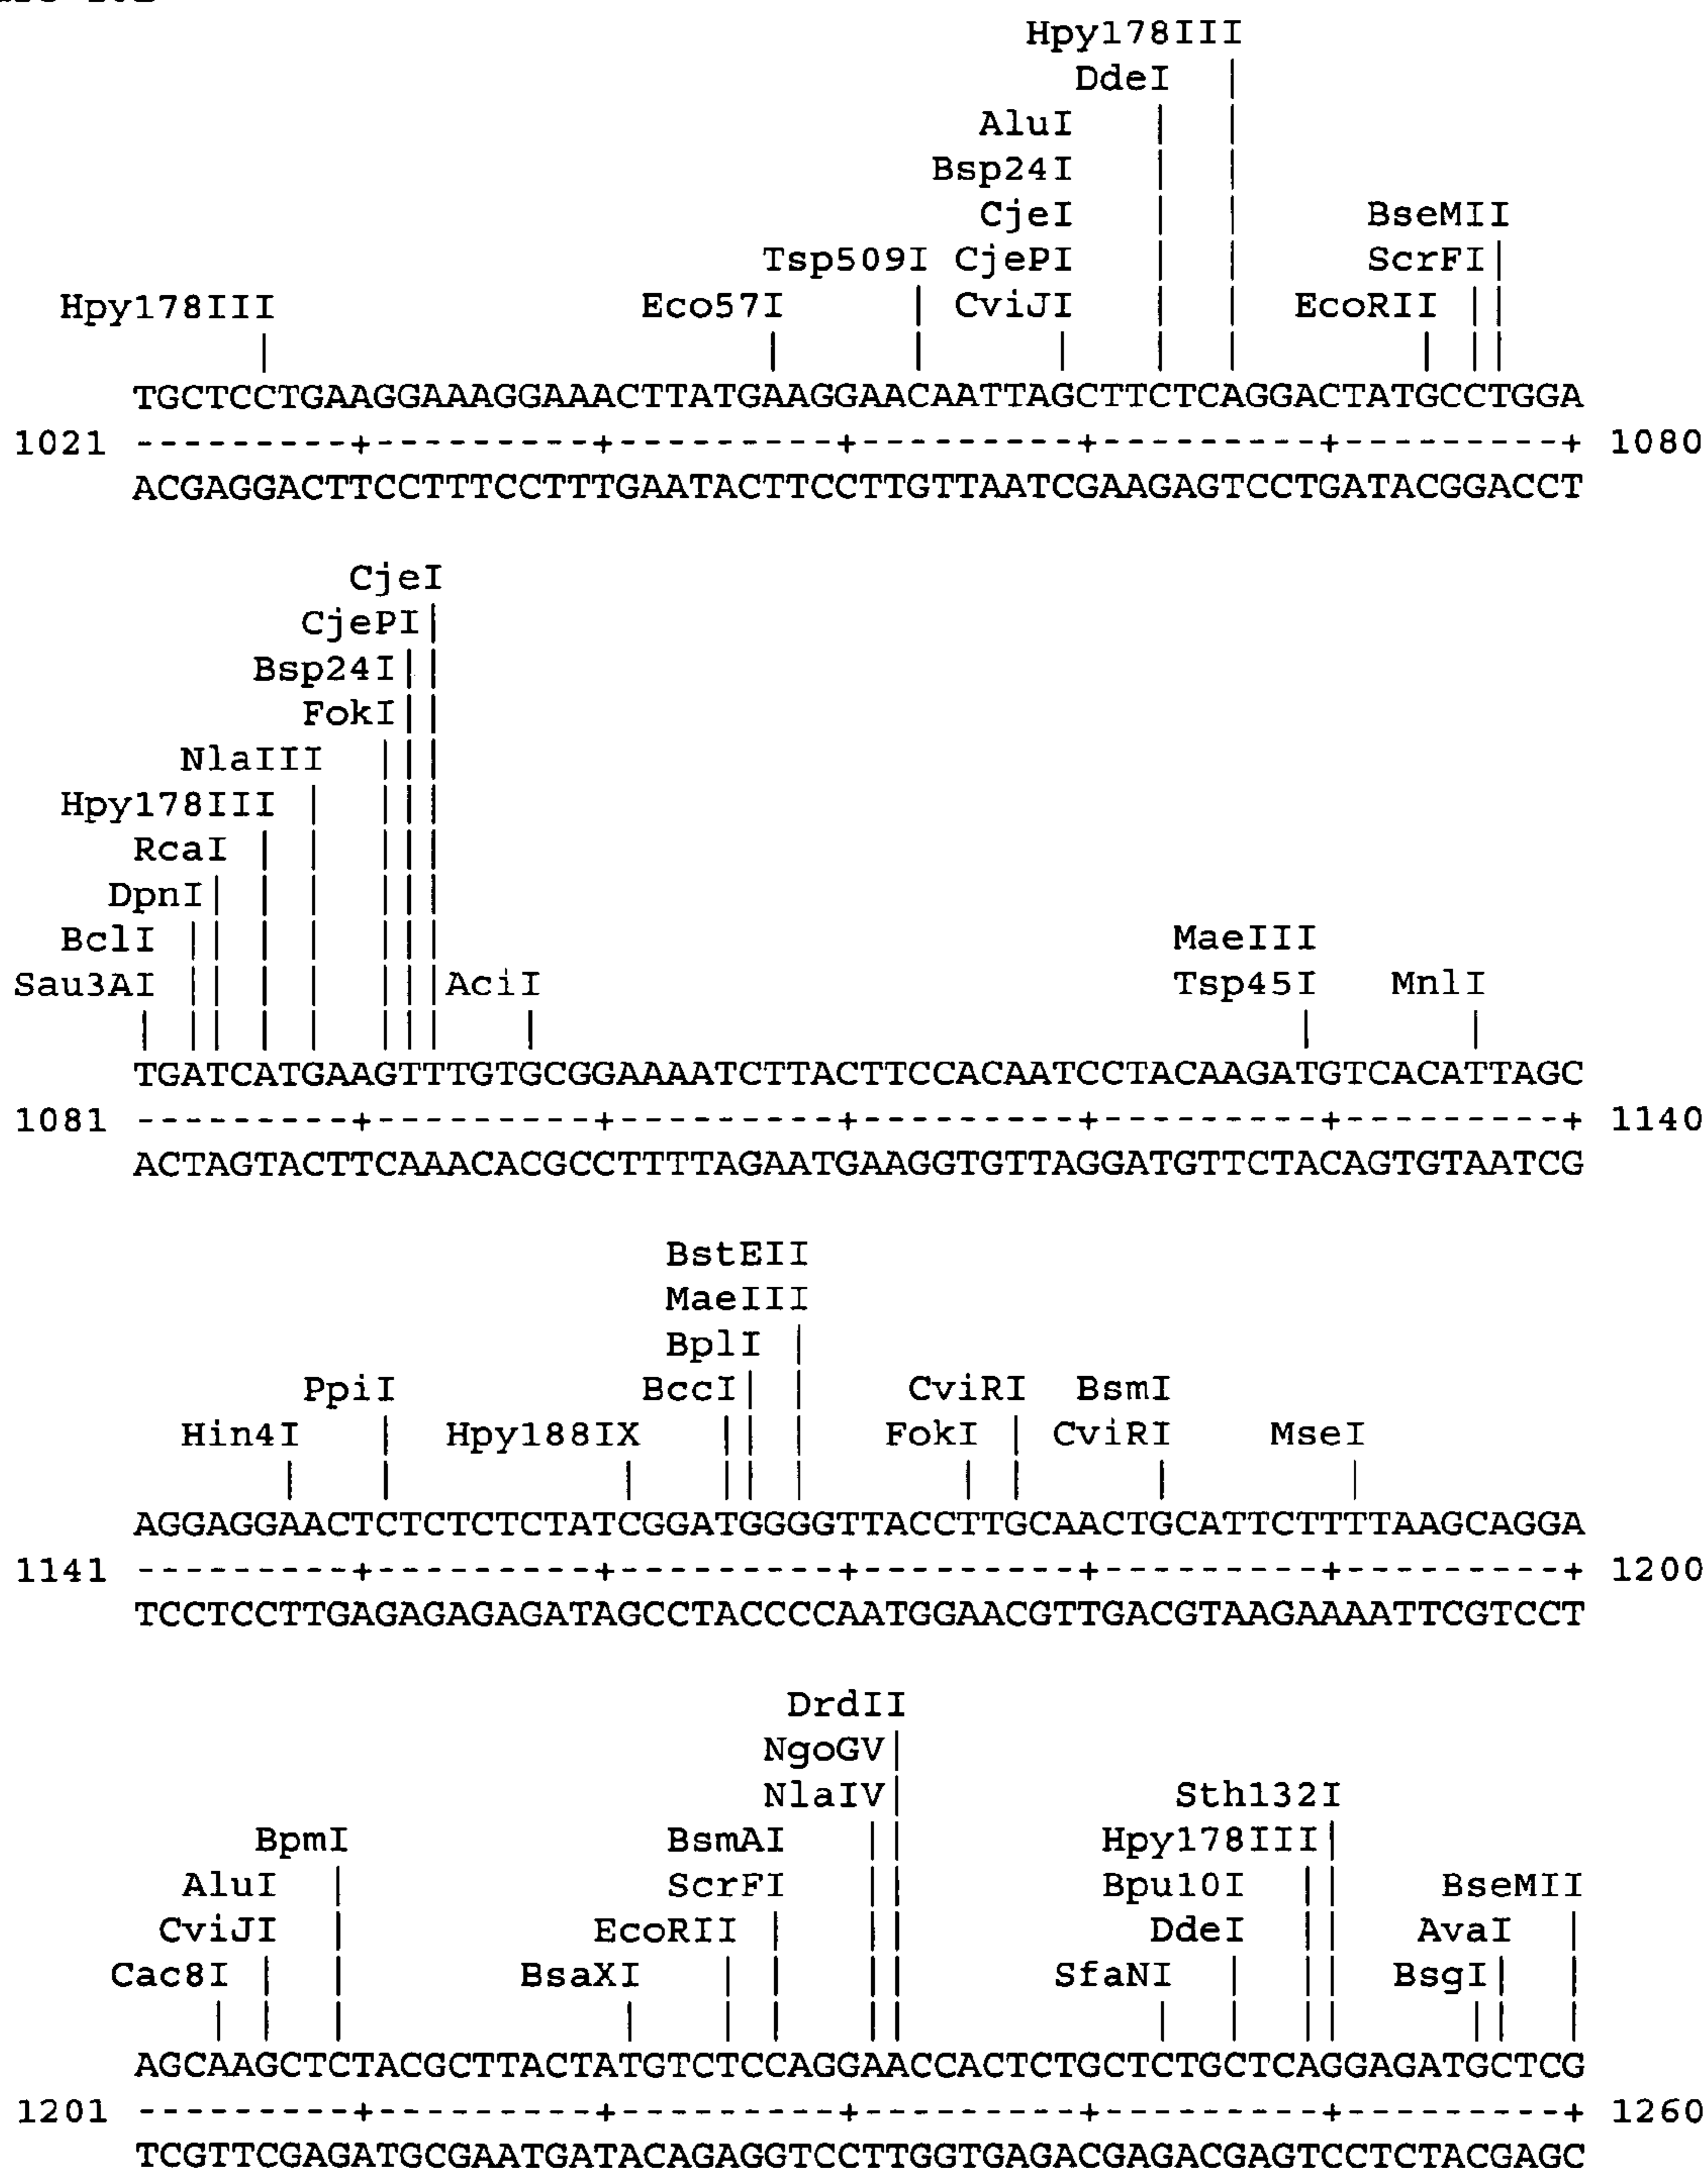 Hpy178III
DdeI |
AluI | |
Bsp24I | |
CjeI | | BseMII
Tsp509I CjePI | | ScrFI|
Hpy178III Eco57I | CviJI | | EcoRII ||
| | | | | | | ||
TGCTCCTGAAGGAAAGGAAACTTATGAAGGAACAATTAGCTTCTCAGGACTATGCCTGGA
1021 ---------+---------+---------+---------+---------+---------+ 1080
ACGAGGACTTCCTTTCCTTTGAATACTTCCTTGTTAATCGAAGAGTCCTGATACGGACCT
CjeI
CjePI|
Bsp24I||
FokI||
NlaIII |||
Hpy178III | |||
RcaI | | |||
DpnI| | | |||
BclI || | | ||| MaeIII
Sau3AI || | | |||AciI Tsp45I MnlI
| || | | ||| | | |
TGATCATGAAGTTTGTGCGGAAAATCTTACTTCCACAATCCTACAAGATGTCACATTAGC
1081 ---------+---------+---------+---------+---------+---------+ 1140
ACTAGTACTTCAAACACGCCTTTTAGAATGAAGGTGTTAGGATGTTCTACAGTGTAATCG
BstEII
MaeIII
BplI |
PpiI BccI| | CviRI BsmI
Hin4I | Hpy188IX || | FokI | CviRI MseI
| | | || | | | | |
AGGAGGAACTCTCTCTCTATCGGATGGGGTTACCTTGCAACTGCATTCTTTTAAGCAGGA
1141 ---------+---------+---------+---------+---------+---------+ 1200
TCCTCCTTGAGAGAGAGATAGCCTACCCCAATGGAACGTTGACGTAAGAAAATTCGTCCT
DrdII
NgoGV|
NlaIV| Sth132I
BpmI BsmAI || Hpy178III|
AluI | ScrFI || Bpu10I || BseMII
CviJI | EcoRII | || DdeI || AvaI |
Cac8I | | BsaXI | | || SfaNI | || BsgI| |
| | | | | | || | | || || |
AGCAAGCTCTACGCTTACTATGTCTCCAGGAACCACTCTGCTCTGCTCAGGAGATGCTCG
1201 ---------+---------+---------+---------+---------+---------+ 1260
TCGTTCGAGATGCGAATGATACAGAGGTCCTTGGTGAGACGAGACGAGTCCTCTACGAGC